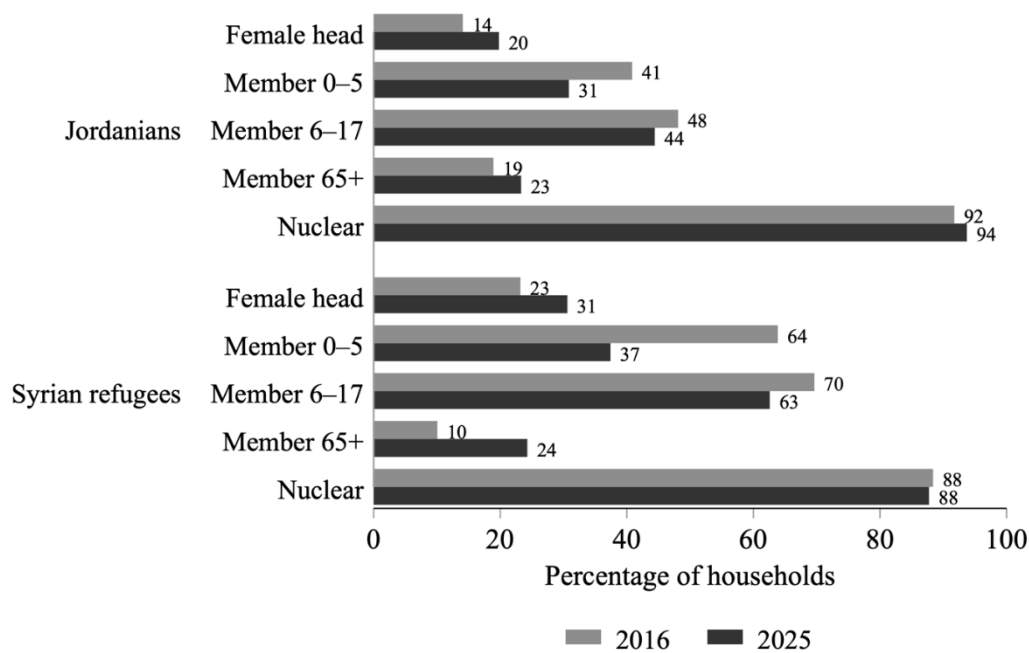 Female head 14
20
Member 0–5 41
31
Jordanians Member 6–17 48
44
Member 65+ 19
23
Nuclear 92
94
Female head 23
31
Member 0–5 64
37
Syrian refugees Member 6–17 70
63
Member 65+ 10
24
Nuclear 88
88
0 20 40 60 80 100
Percentage of households
2016 2025